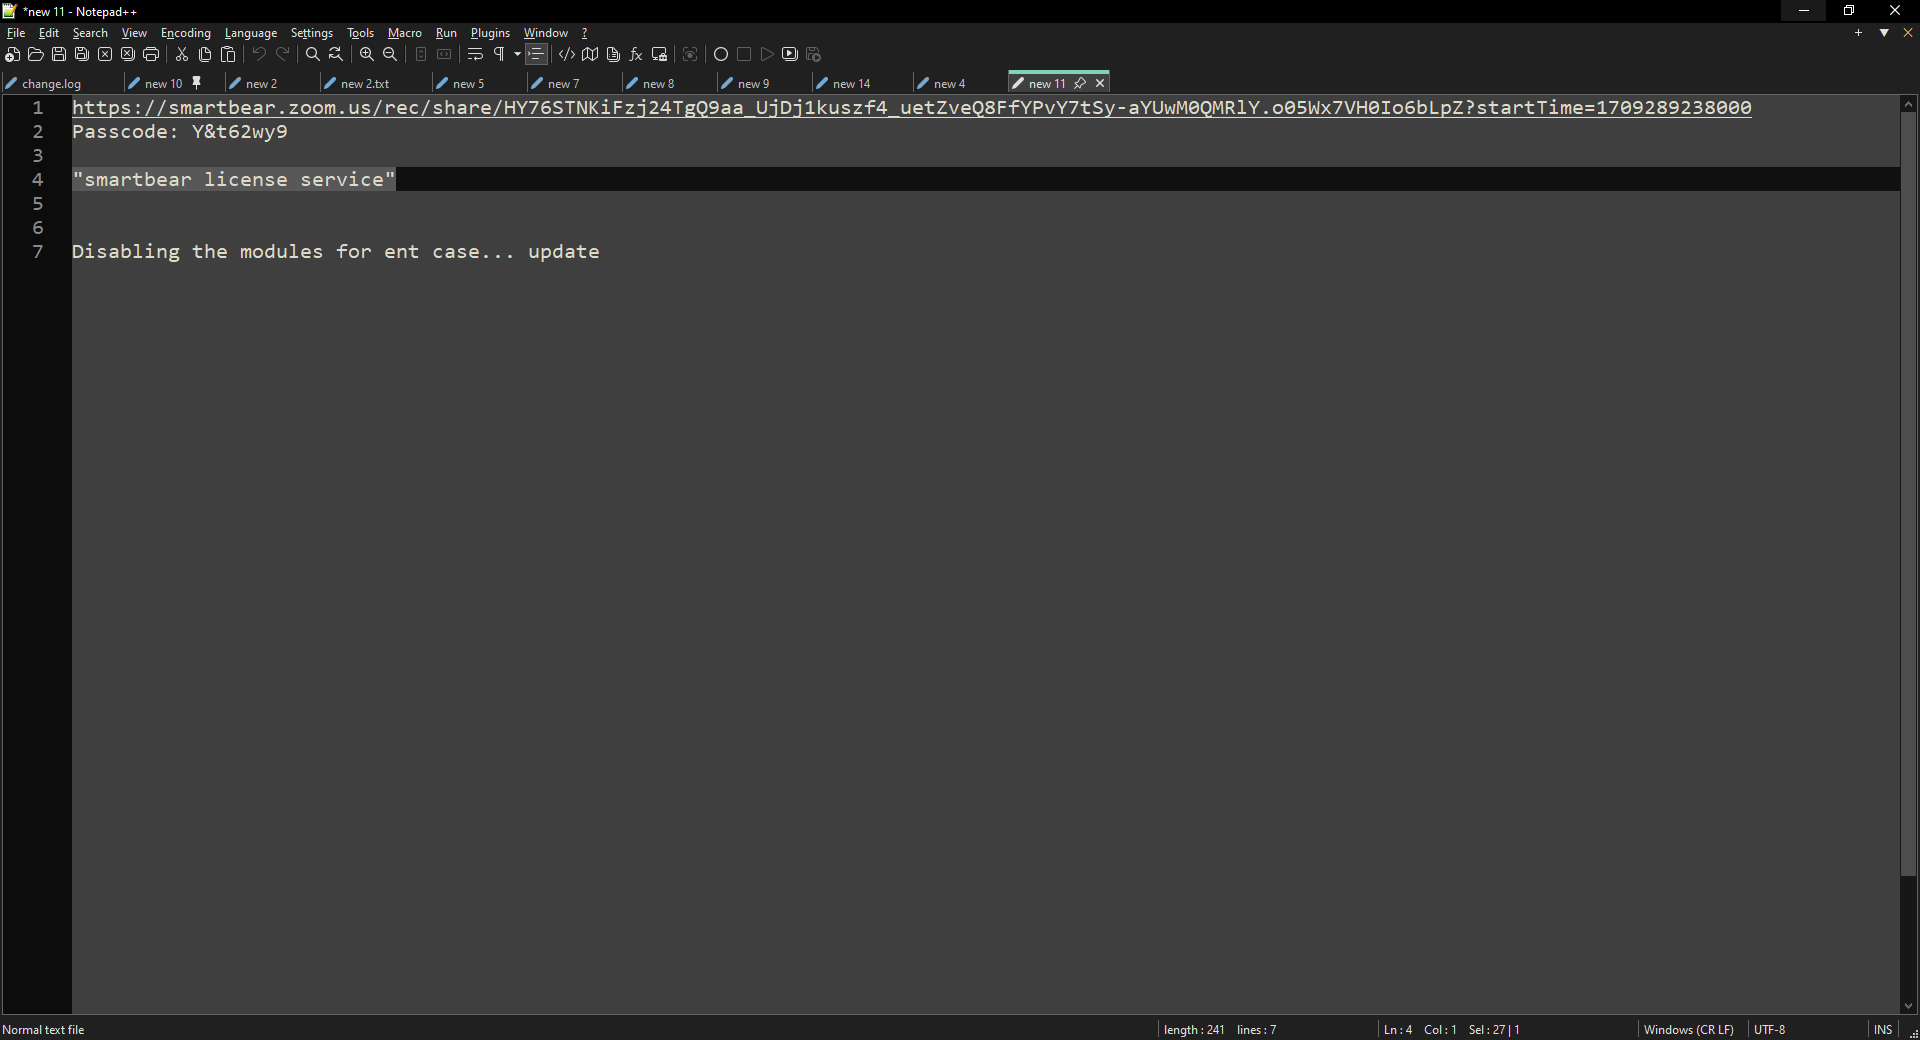 *new 11 - Notepad++
File Edit Search View Encoding Language Settings Tools Macro Run Plugins Window ?
change.log new 10 new 2 new 2.txt new 5 new 7 new 8 new 9 new 14 new 4 new 11
1 https://smartbear.zoom.us/rec/share/HY76STNKiFzj24TgQ9aa_UjDj1kuszf4_uetZveQ8FfYPvY7tSy-aYUwM0QMRlY.o05Wx7VH0Io6bLpZ?startTime=1709289238000
2 Passcode: Y&t62wy9
3
4 "smartbear license service"
5
6
7 Disabling the modules for ent case... update
Normal text file length : 241 lines : 7 Ln : 4 Col : 1 Sel : 27 | 1 Windows (CR LF) UTF-8 INS